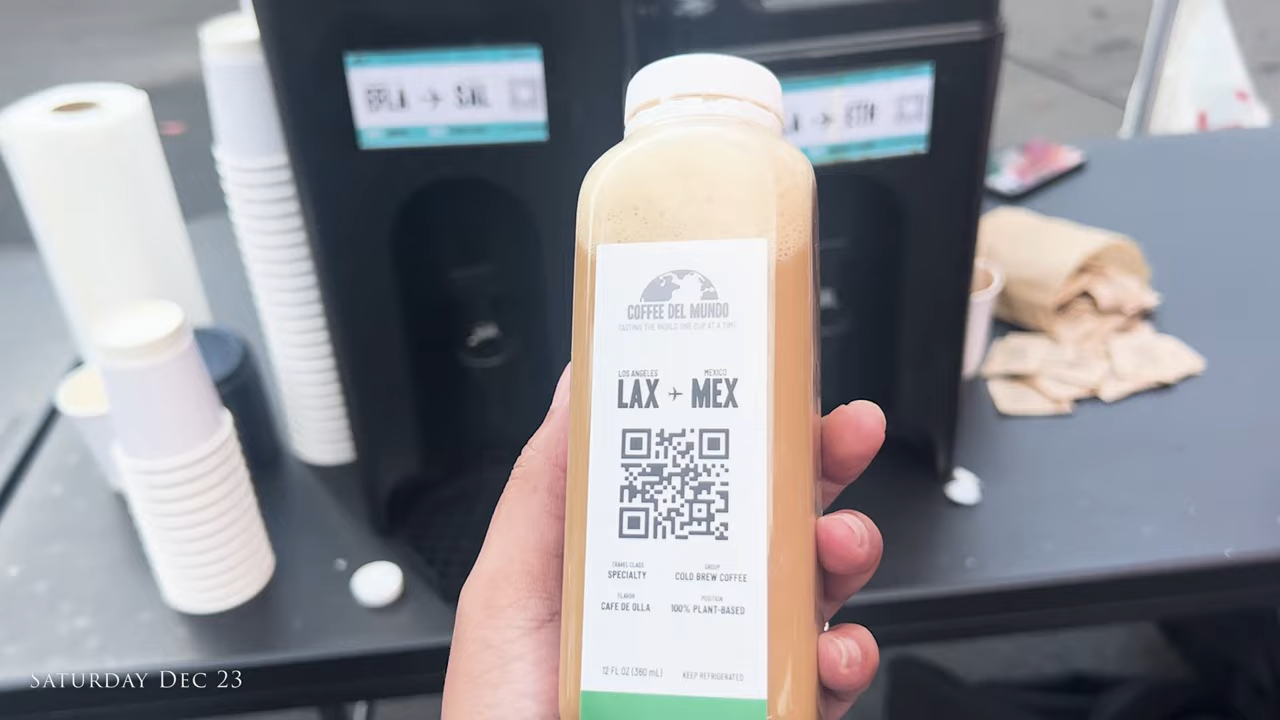 SAL
ETH
COFFEE DEL MUNDO
TASTING THE WORLD ONE CUP AT A TIME
LOS ANGELES MEXICO
LAX MEX
TRAVEL CLASS GROUP
SPECIALTY COLD BREW COFFEE
FLAVOR POSITION
CAFE DE OLLA 100% PLANT-BASED
12 FL OZ (360 mL) KEEP REFRIGERATED
Saturday Dec 23